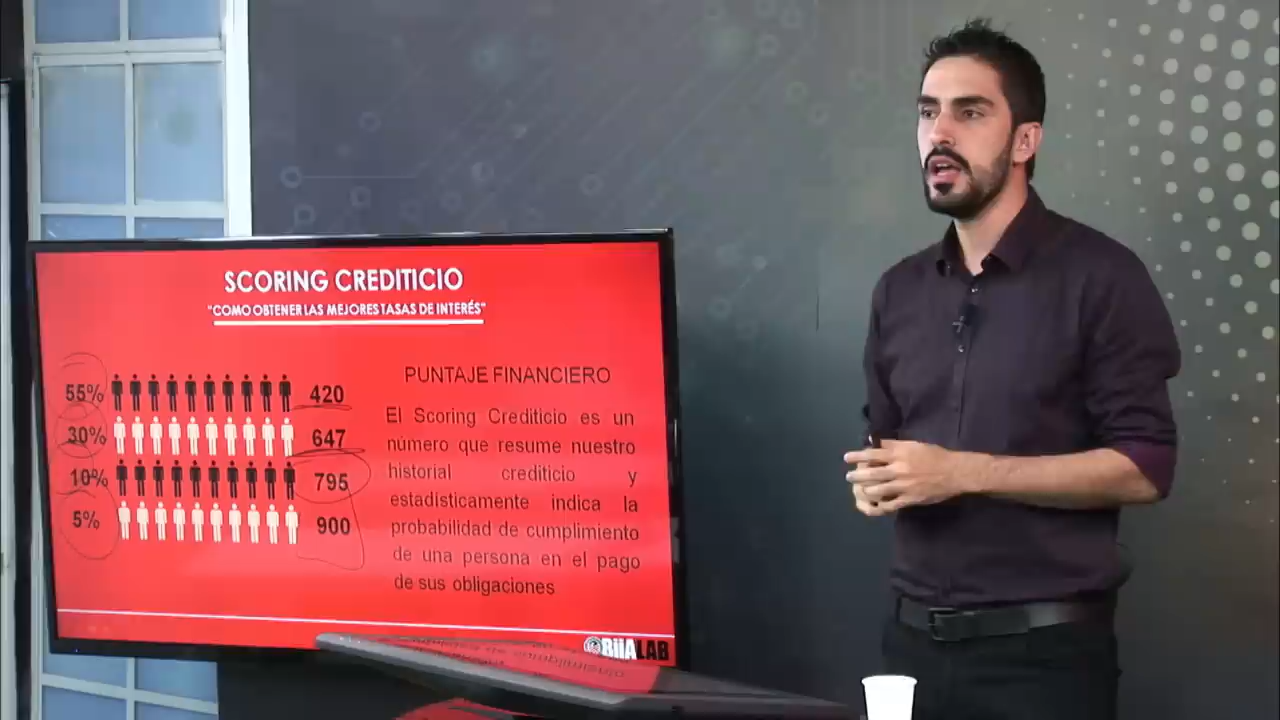 SCORING CREDITICIO
"COMO OBTENER LAS MEJORES TASAS DE INTERÉS"
55% 420
30% 647
10% 795
5% 900
PUNTAJE FINANCIERO
El Scoring Crediticio es un
número que resume nuestro
historial crediticio y
estadísticamente indica la
probabilidad de cumplimiento
de una persona en el pago
de sus obligaciones
BIIALAB